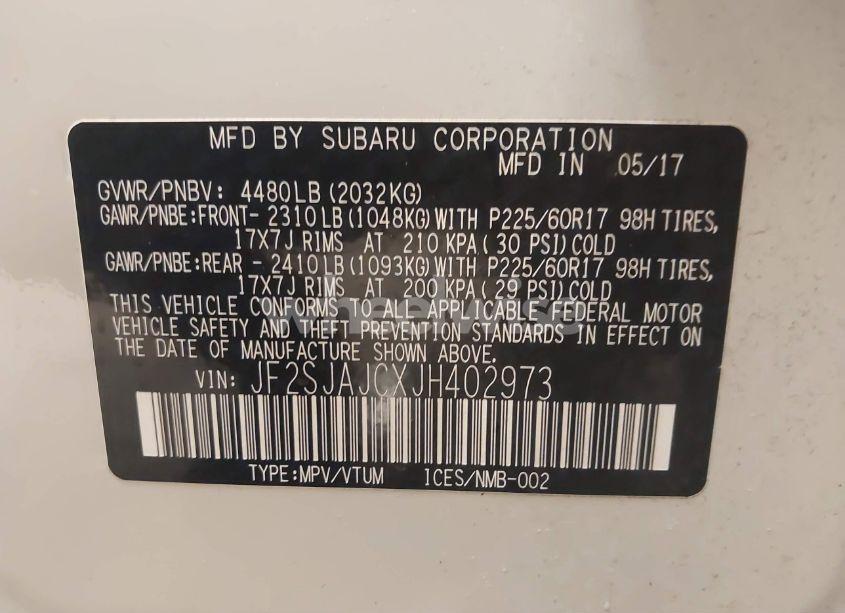 MFD BY SUBARU CORPORATION
MFD IN 05/17
GVWR/PNBV: 4480LB (2032KG)
GAWR/PNBE:FRONT- 2310LB (1048KG) WITH P225/60R17 98H TIRES,
17X7J RIMS AT 210 KPA (30 PSI) COLD
GAWR/PNBE:REAR - 2410LB (1093KG) WITH P225/60R17 98H TIRES,
17X7J RIMS AT 200 KPA (29 PSI) COLD
THIS VEHICLE CONFORMS TO ALL APPLICABLE FEDERAL MOTOR
VEHICLE SAFETY AND THEFT PREVENTION STANDARDS IN EFFECT ON
THE DATE OF MANUFACTURE SHOWN ABOVE.
VIN: JF2SJAJCXJH402973
TYPE:MPV/VTUM ICES/NMB-002